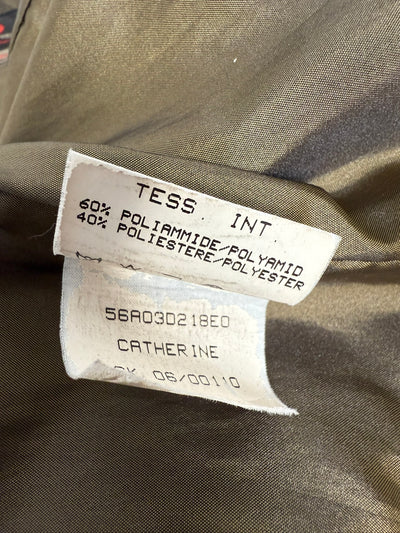 TESS. INT.
60% POLIAMMIDE/POLYAMID
40% POLIESTERE/POLYESTER
56A03D218E0
CATHERINE
06/00110